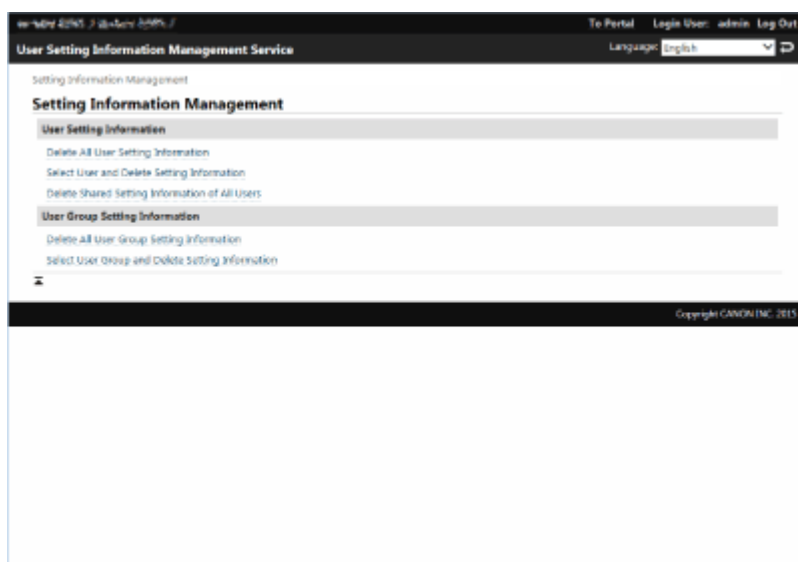 To Portal Login User: admin Log Out
User Setting Information Management Service Language: English
Setting Information Management
Setting Information Management
User Setting Information
Delete All User Setting Information
Select User and Delete Setting Information
Delete Shared Setting Information of All Users
User Group Setting Information
Delete All User Group Setting Information
Select User Group and Delete Setting Information
Copyright CANON INC. 2015